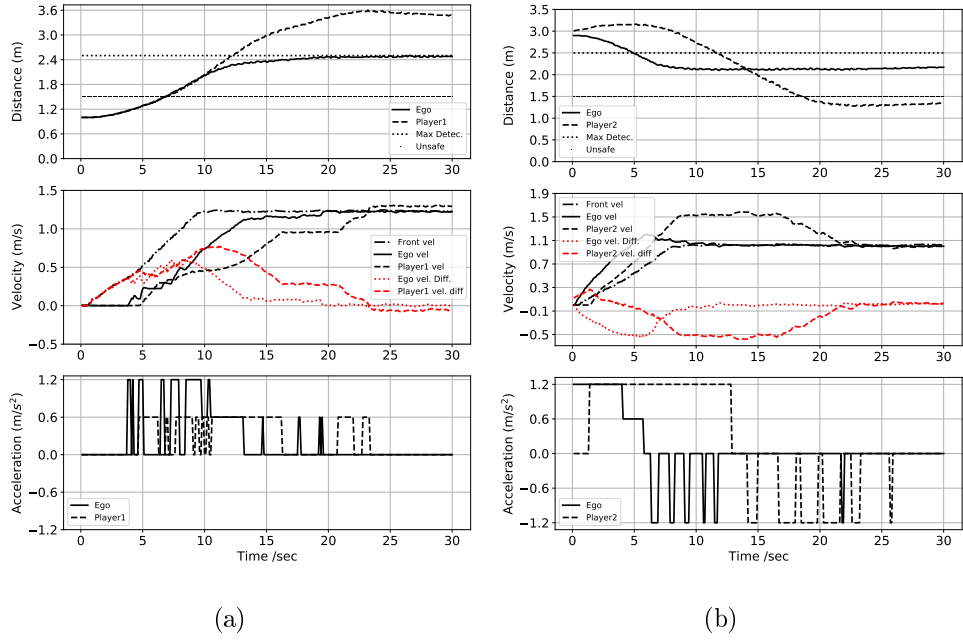 3.6
3.0
2.4
1.8
1.2
0.6
0.0
Distance (m)
Ego
Player1
Max Detec.
Unsafe
0 5 10 15 20 25 30
1.5
1.0
0.5
0.0
−0.5
Velocity (m/s)
Front vel
Ego vel
Player1 vel
Ego vel. Diff.
Player1 vel. diff
0 5 10 15 20 25 30
1.2
0.6
0.0
−0.6
−1.2
Acceleration (m/s²)
Ego
Player1
0 5 10 15 20 25 30
Time /sec
(a)
3.5
3.0
2.5
2.0
1.5
1.0
0.5
0.0
Distance (m)
Ego
Player2
Max Detec.
Unsafe
0 5 10 15 20 25 30
1.9
1.5
1.1
0.7
0.3
−0.1
−0.5
Velocity (m/s)
Front vel
Ego vel
Player2 vel
Ego vel. Diff.
Player2 vel. diff
0 5 10 15 20 25 30
1.2
0.6
0.0
−0.6
−1.2
Acceleration (m/s²)
Ego
Player2
0 5 10 15 20 25 30
Time /sec
(b)